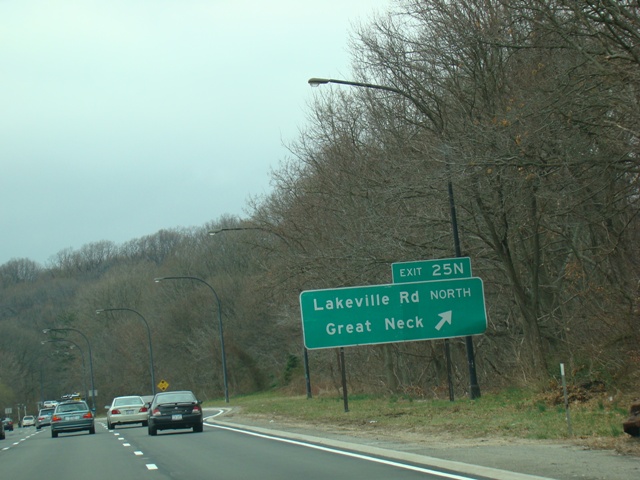 EXIT 25N
Lakeville Rd NORTH
Great Neck